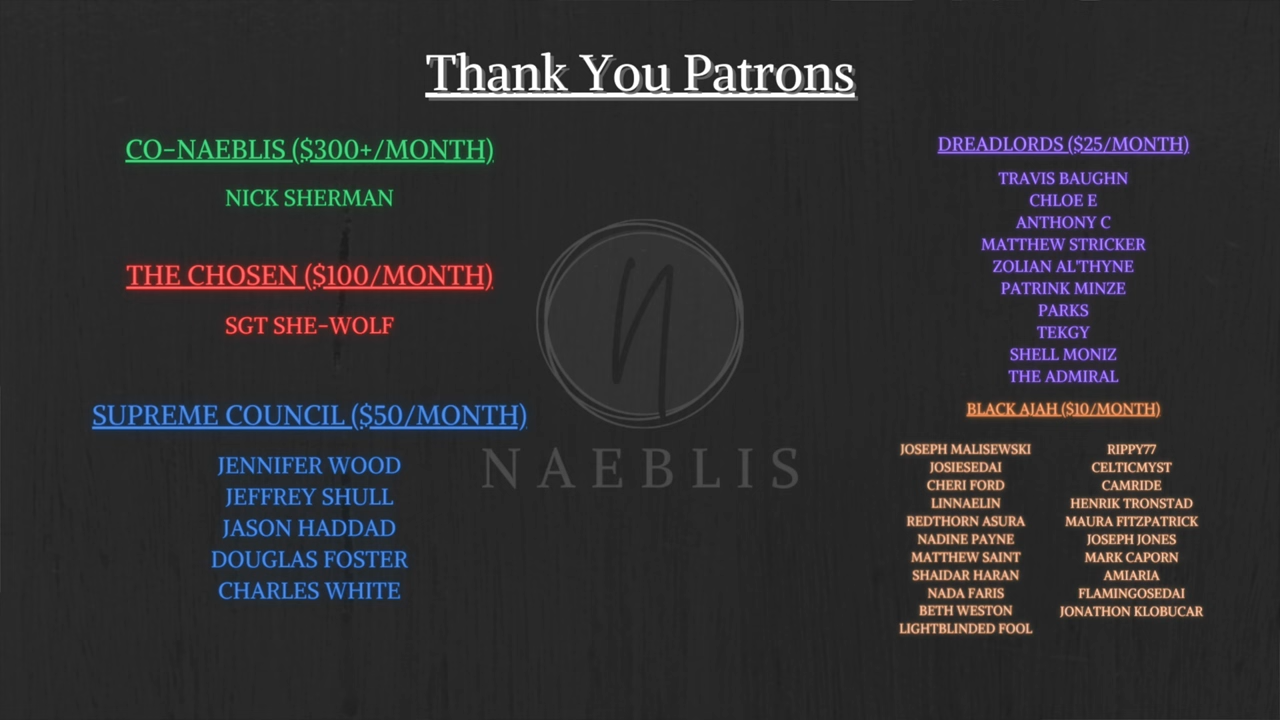 Thank You Patrons
CO-NAEBLIS ($300+/MONTH)
NICK SHERMAN
THE CHOSEN ($100/MONTH)
SGT SHE-WOLF
SUPREME COUNCIL ($50/MONTH)
JENNIFER WOOD
JEFFREY SHULL
JASON HADDAD
DOUGLAS FOSTER
CHARLES WHITE
n
NAEBLIS
DREADLORDS ($25/MONTH)
TRAVIS BAUGHN
CHLOE E
ANTHONY C
MATTHEW STRICKER
ZOLIAN AL'THYNE
PATRINK MINZE
PARKS
TEKGY
SHELL MONIZ
THE ADMIRAL
BLACK AJAH ($10/MONTH)
JOSEPH MALISEWSKI
JOSIESEDAI
CHERI FORD
LINNAELIN
REDTHORN ASURA
NADINE PAYNE
MATTHEW SAINT
SHAIDAR HARAN
NADA FARIS
BETH WESTON
LIGHTBLINDED FOOL
RIPPY77
CELTICMYST
CAMRIDE
HENRIK TRONSTAD
MAURA FITZPATRICK
JOSEPH JONES
MARK CAPORN
AMIARIA
FLAMINGOSEDAI
JONATHON KLOBUCAR